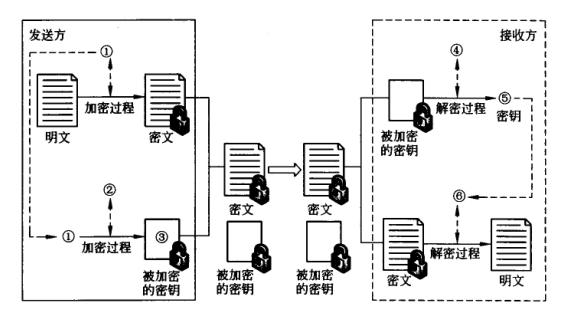 发送方
接收方
①
④
加密过程
解密过程
⑤
明文
密文
被加密
的密钥
密钥
②
⑥
密文
密文
①
加密过程
③
解密过程
被加密
的密钥
被加密
的密钥
被加密
的密钥
密文
明文